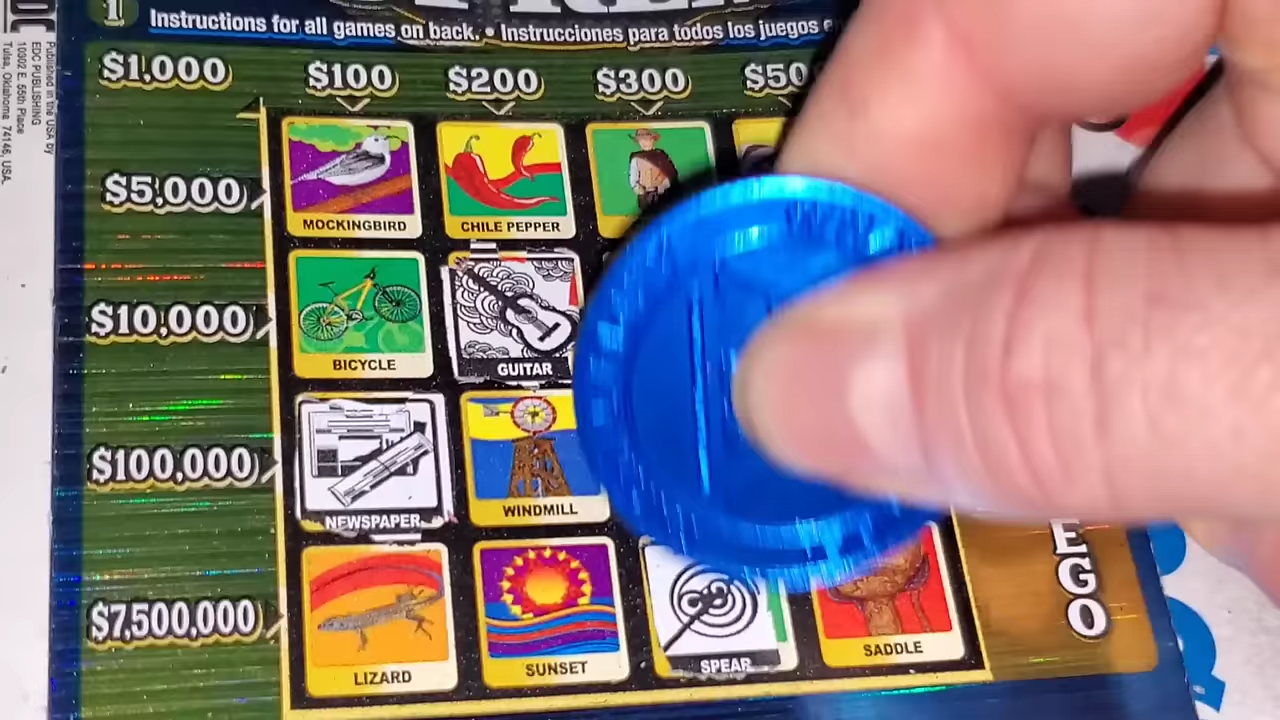 1 Instructions for all games on back. • Instrucciones para todos los juegos
Published in the USA by
EDC PUBLISHING
10302 E. 55th Place
Tulsa, Oklahoma 74146, USA.
$1,000 $100 $200 $300 $50
$5,000
MOCKINGBIRD CHILE PEPPER
$10,000
BICYCLE GUITAR
$100,000
NEWSPAPER WINDMILL
$7,500,000
LIZARD SUNSET SPEAR SADDLE
EGO